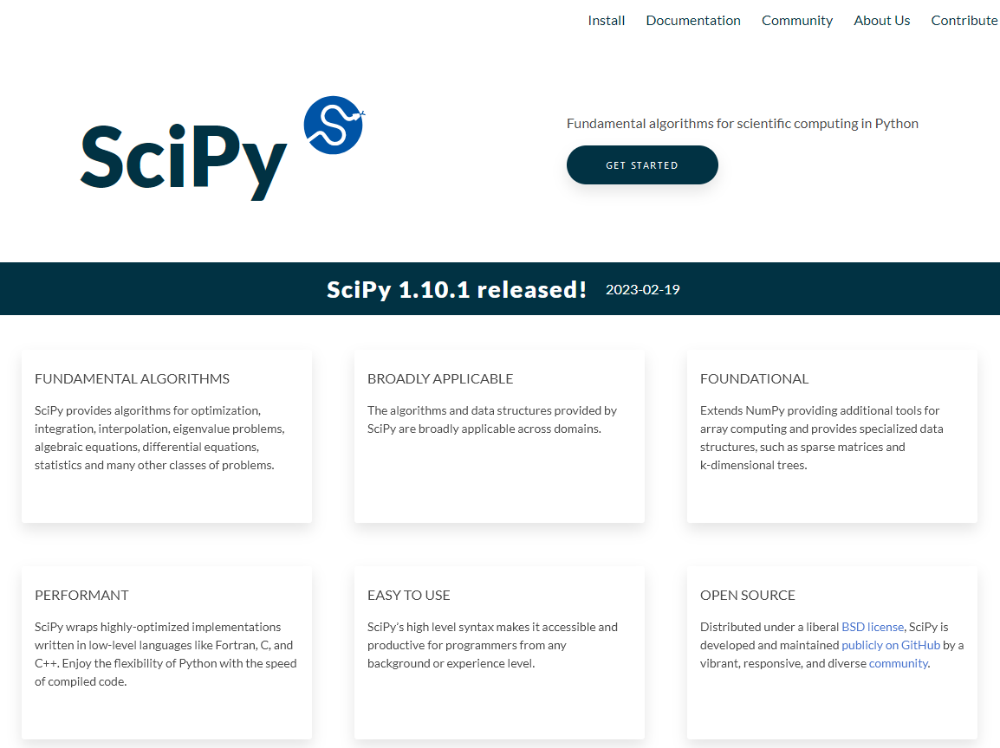 Install Documentation Community About Us Contribute
SciPy
Fundamental algorithms for scientific computing in Python
GET STARTED
SciPy 1.10.1 released! 2023-02-19
FUNDAMENTAL ALGORITHMS
SciPy provides algorithms for optimization,
integration, interpolation, eigenvalue problems,
algebraic equations, differential equations,
statistics and many other classes of problems.
BROADLY APPLICABLE
The algorithms and data structures provided by
SciPy are broadly applicable across domains.
FOUNDATIONAL
Extends NumPy providing additional tools for
array computing and provides specialized data
structures, such as sparse matrices and
k-dimensional trees.
PERFORMANT
SciPy wraps highly-optimized implementations
written in low-level languages like Fortran, C, and
C++. Enjoy the flexibility of Python with the speed
of compiled code.
EASY TO USE
SciPy’s high level syntax makes it accessible and
productive for programmers from any
background or experience level.
OPEN SOURCE
Distributed under a liberal BSD license, SciPy is
developed and maintained publicly on GitHub by a
vibrant, responsive, and diverse community.